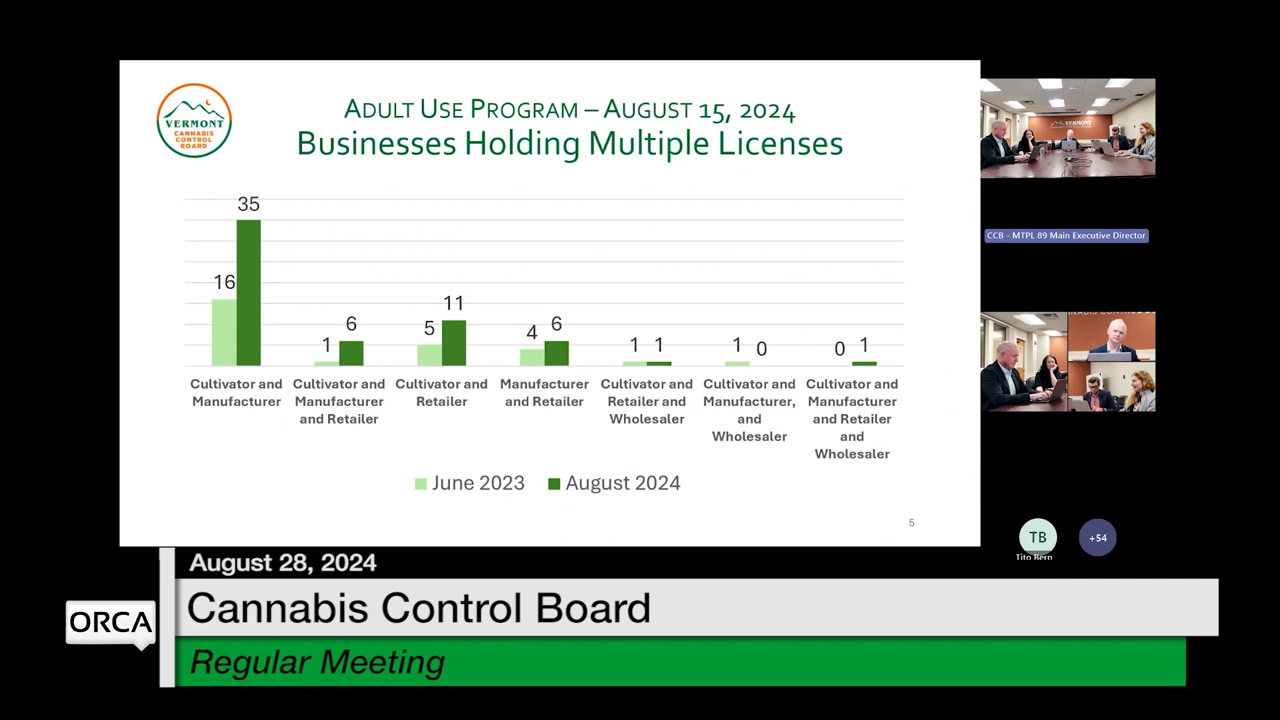 ADULT USE PROGRAM – AUGUST 15, 2024
Businesses Holding Multiple Licenses
VERMONT
CANNABIS
CONTROL
BOARD
35
16
1
6
5
11
4
6
1
1
1
0
0
1
Cultivator and
Manufacturer
Cultivator and
Manufacturer
and Retailer
Cultivator and
Retailer
Manufacturer
and Retailer
Cultivator and
Retailer and
Wholesaler
Cultivator and
Manufacturer,
and
Wholesaler
Cultivator and
Manufacturer
and Retailer
and
Wholesaler
June 2023
August 2024
5
VERMONT
CCB - MTPL 89 Main Executive Director
TB
Tito Bern
+54
August 28, 2024
ORCA
Cannabis Control Board
Regular Meeting